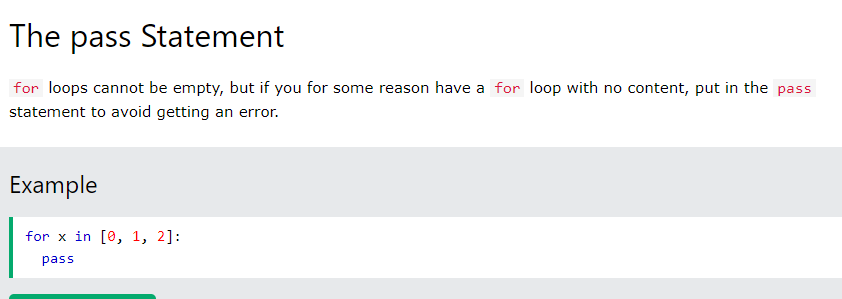 The pass Statement
for loops cannot be empty, but if you for some reason have a for loop with no content, put in the pass
statement to avoid getting an error.
Example
for x in [0, 1, 2]:
  pass